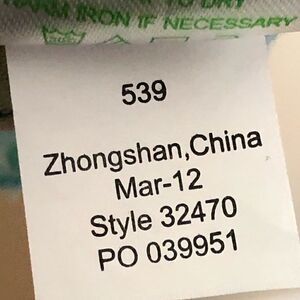 IRON IF NECESSARY
539
Zhongshan,China
Mar-12
Style 32470
PO 039951